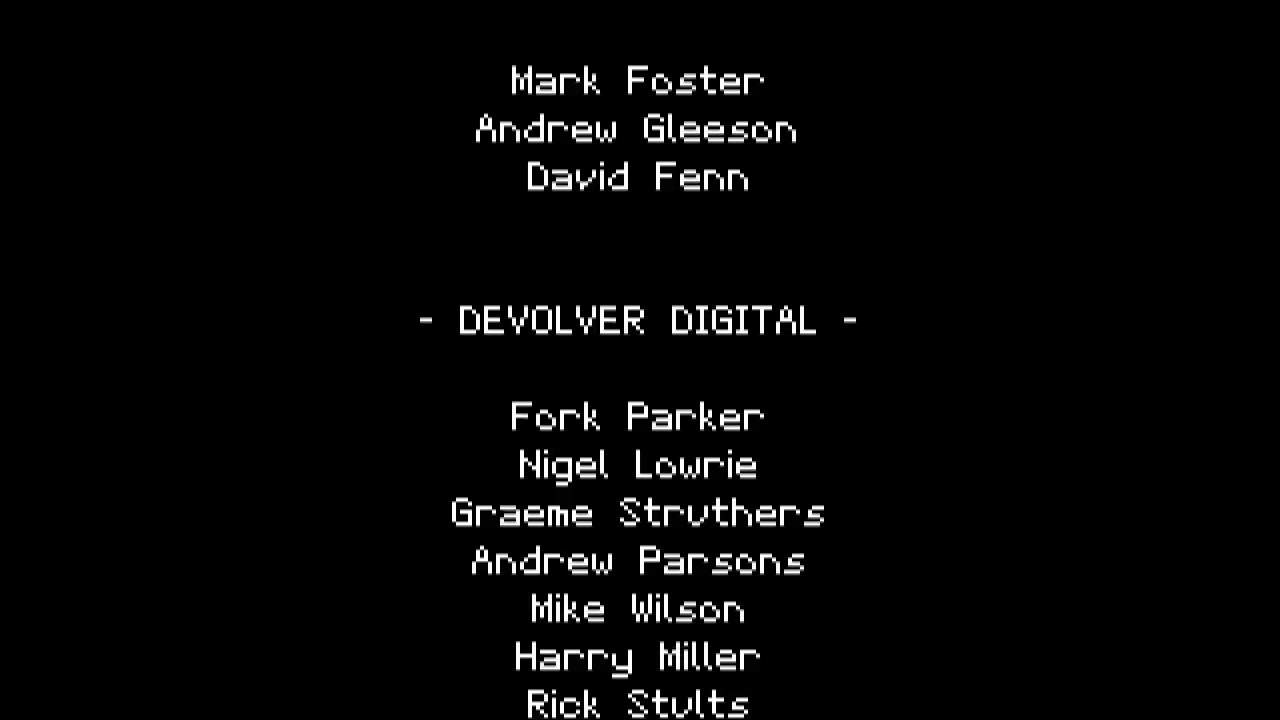 Mark Foster
Andrew Gleeson
David Fenn
- DEVOLVER DIGITAL -
Fork Parker
Nigel Lowrie
Graeme Struthers
Andrew Parsons
Mike Wilson
Harry Miller
Rick Stults